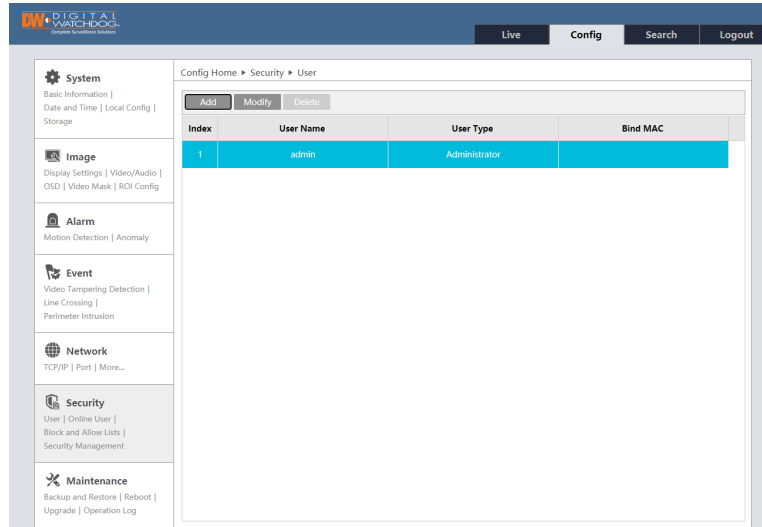 DW DIGITAL
WATCHDOG®
Complete Surveillance Solutions
Live Config Search Logout
System
Basic Information |
Date and Time | Local Config |
Storage
Image
Display Settings | Video/Audio |
OSD | Video Mask | ROI Config
Alarm
Motion Detection | Anomaly
Event
Video Tampering Detection |
Line Crossing |
Perimeter Intrusion
Network
TCP/IP | Port | More...
Security
User | Online User |
Block and Allow Lists |
Security Management
Maintenance
Backup and Restore | Reboot |
Upgrade | Operation Log
Config Home ▸ Security ▸ User
Add Modify Delete
Index User Name User Type Bind MAC
1 admin Administrator